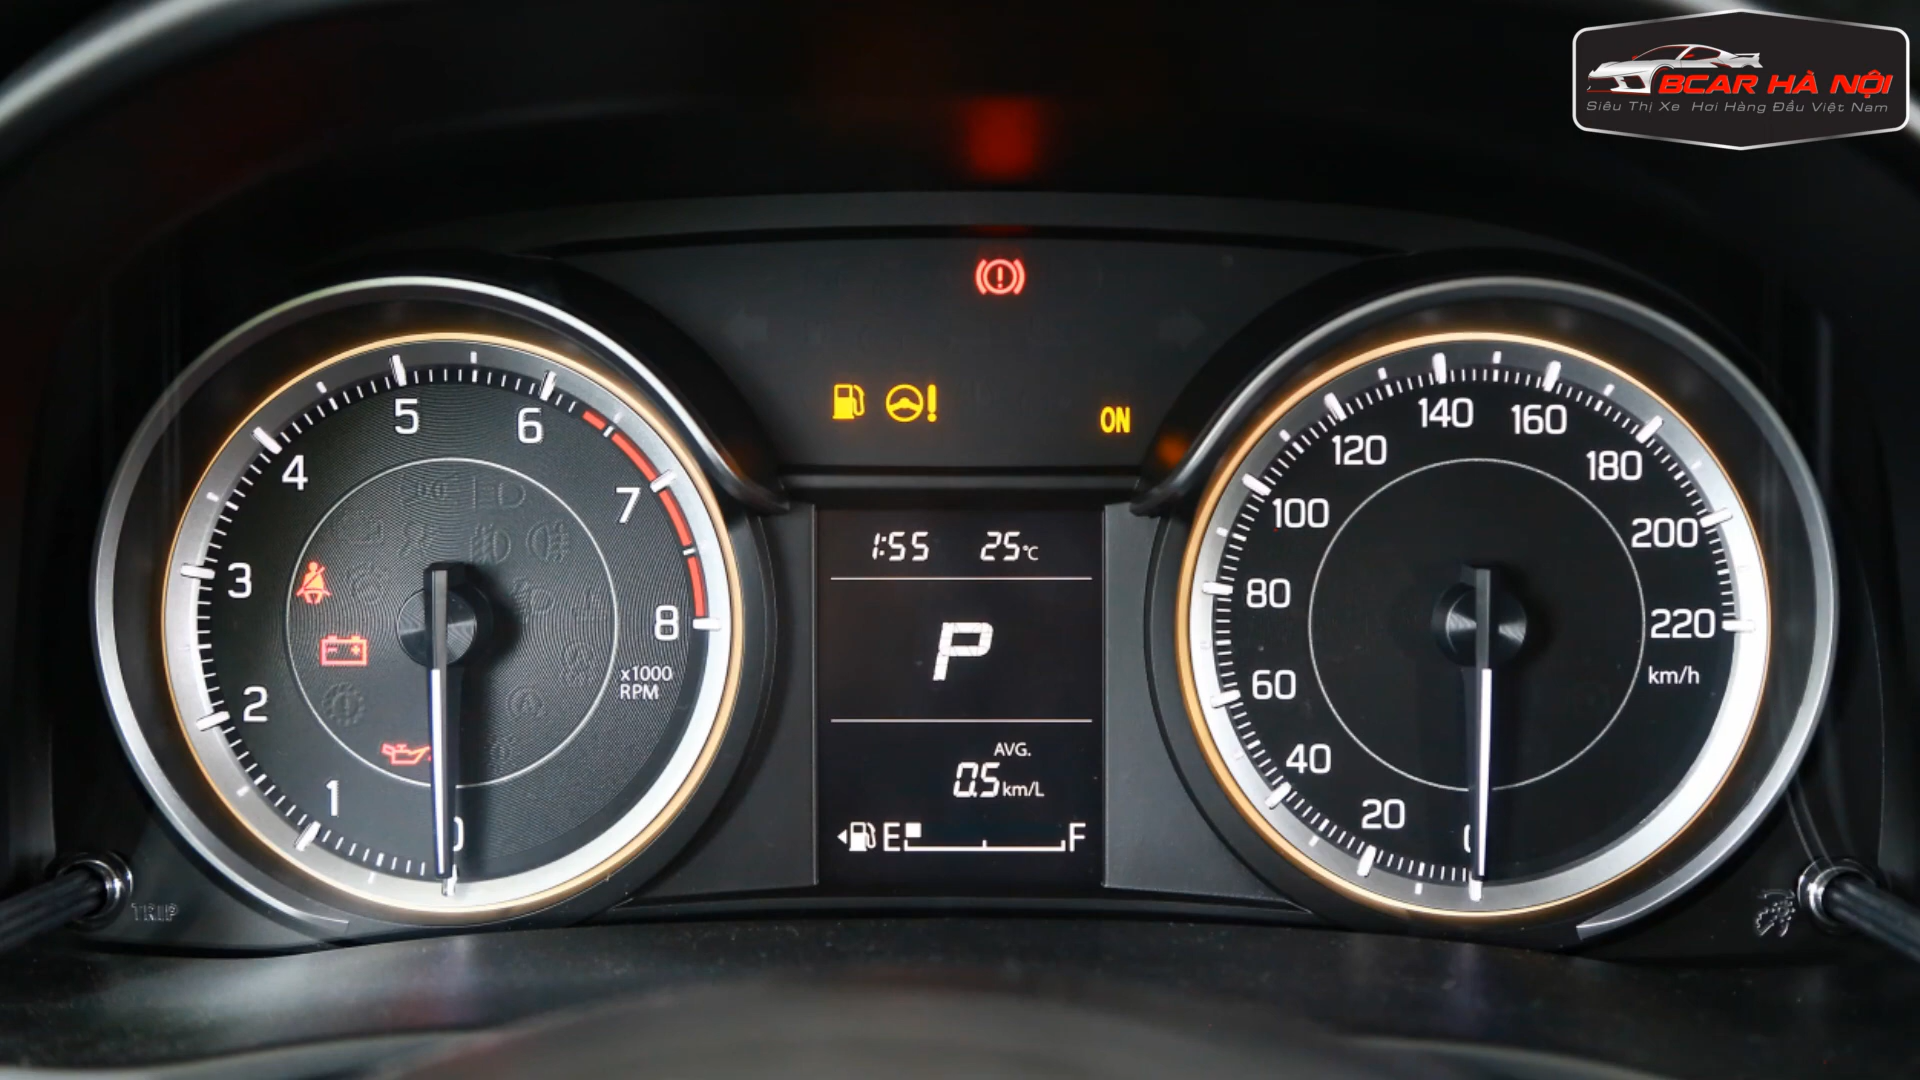 BCAR HÀ NỘI
Siêu Thị Xe Hơi Hàng Đầu Việt Nam
ON
0 1 2 3 4 5 6 7 8
x1000
RPM
1:55 25°C
P
AVG.
0.5 km/L
E F
0 20 40 60 80 100 120 140 160 180 200 220
km/h
TRIP